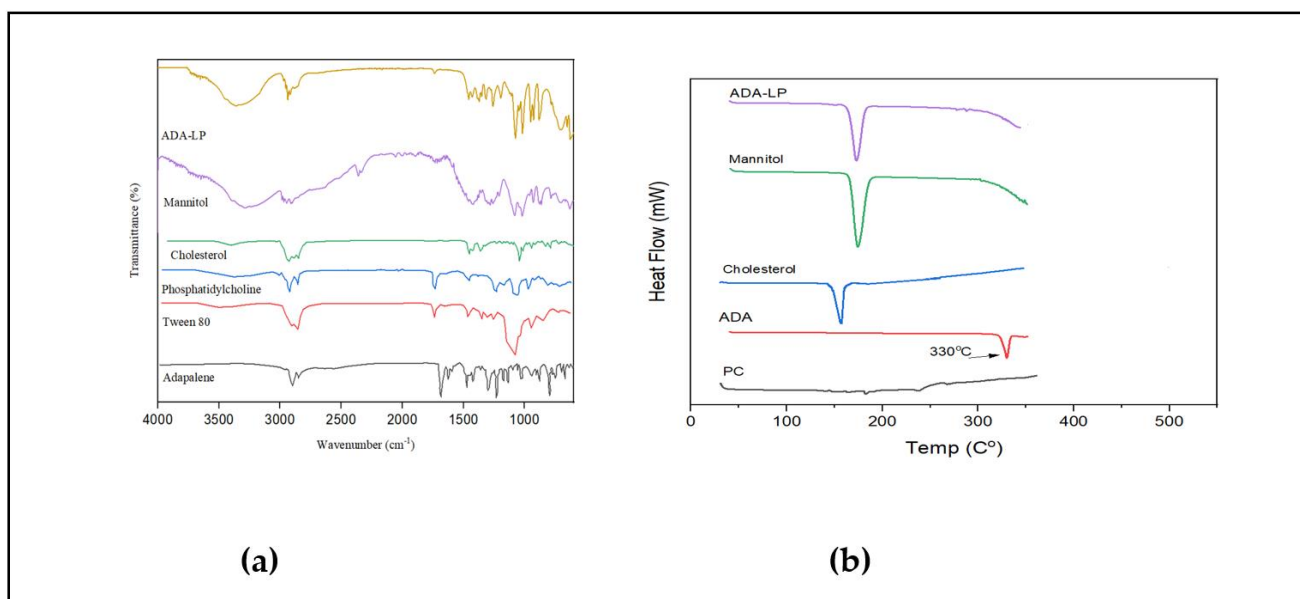 ADA-LP
Mannitol
Cholesterol
Phosphatidylcholine
Tween 80
Adapalene
Transmittance (%)
4000 3500 3000 2500 2000 1500 1000
Wavenumber (cm-1)
(a)
ADA-LP
Mannitol
Cholesterol
ADA
330°C
PC
Heat Flow (mW)
0 100 200 300 400 500
Temp (C°)
(b)